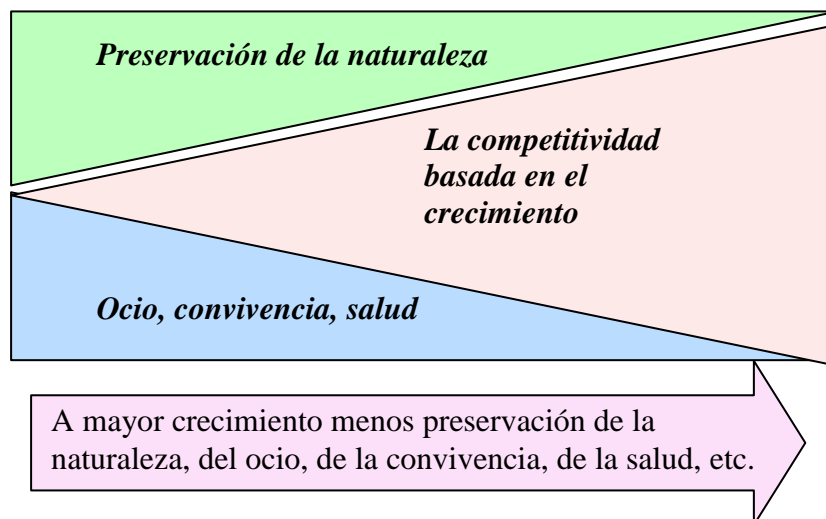 Preservación de la naturaleza
La competitividad
basada en el
crecimiento
Ocio, convivencia, salud
A mayor crecimiento menos preservación de la
naturaleza, del ocio, de la convivencia, de la salud, etc.